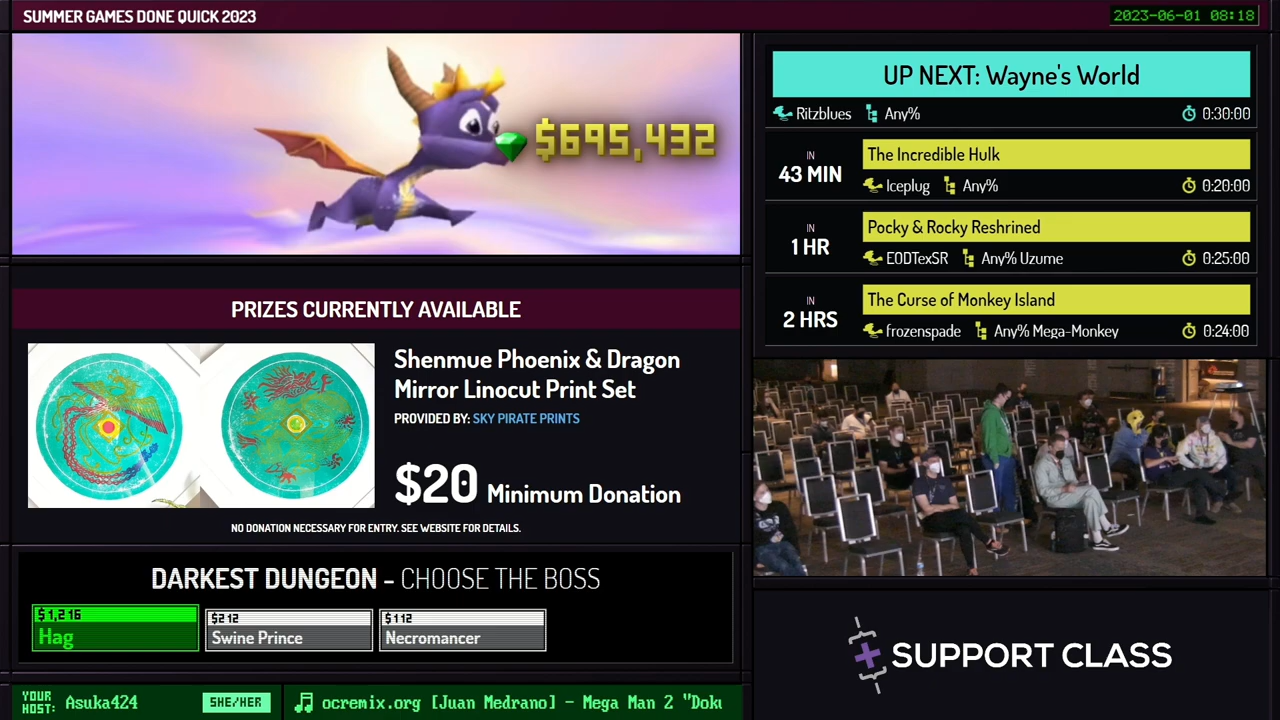 SUMMER GAMES DONE QUICK 2023
2023-06-01 08:18
$695,432
UP NEXT: Wayne's World
Ritzblues Any% 0:30:00
IN
43 MIN
The Incredible Hulk
Iceplug Any% 0:20:00
IN
1 HR
Pocky & Rocky Reshrined
EODTexSR Any% Uzume 0:25:00
IN
2 HRS
The Curse of Monkey Island
frozenspade Any% Mega-Monkey 0:24:00
PRIZES CURRENTLY AVAILABLE
Shenmue Phoenix & Dragon
Mirror Linocut Print Set
PROVIDED BY: SKY PIRATE PRINTS
$20 Minimum Donation
NO DONATION NECESSARY FOR ENTRY. SEE WEBSITE FOR DETAILS.
DARKEST DUNGEON - CHOOSE THE BOSS
$1,216
Hag
$212
Swine Prince
$112
Necromancer
SUPPORT CLASS
YOUR HOST: Asuka424 SHE/HER
ocremix.org [Juan Medrano] - Mega Man 2 "Doku